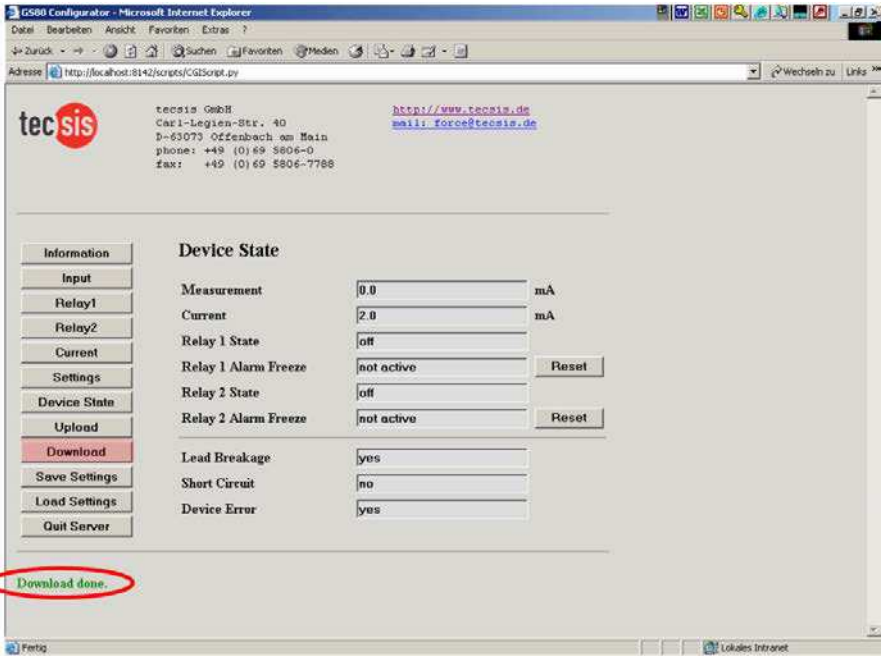 GS80 Configurator - Microsoft Internet Explorer
Datei Bearbeiten Ansicht Favoriten Extras ?
Zurück Suchen Favoriten Medien
Adresse http://localhost:8142/scripts/CGIScript.py Wechseln zu Links »
tecsis
tecsis GmbH
Carl-Legien-Str. 40
D-63073 Offenbach am Main
phone: +49 (0)69 5806-0
fax: +49 (0)69 5806-7788
http://www.tecsis.de
mail: force@tecsis.de
Information
Input
Relay1
Relay2
Current
Settings
Device State
Upload
Download
Save Settings
Load Settings
Quit Server
Device State
Measurement 0.0 mA
Current 2.0 mA
Relay 1 State off
Relay 1 Alarm Freeze not active Reset
Relay 2 State off
Relay 2 Alarm Freeze not active Reset
Lead Breakage yes
Short Circuit no
Device Error yes
Download done.
Fertig Lokales Intranet